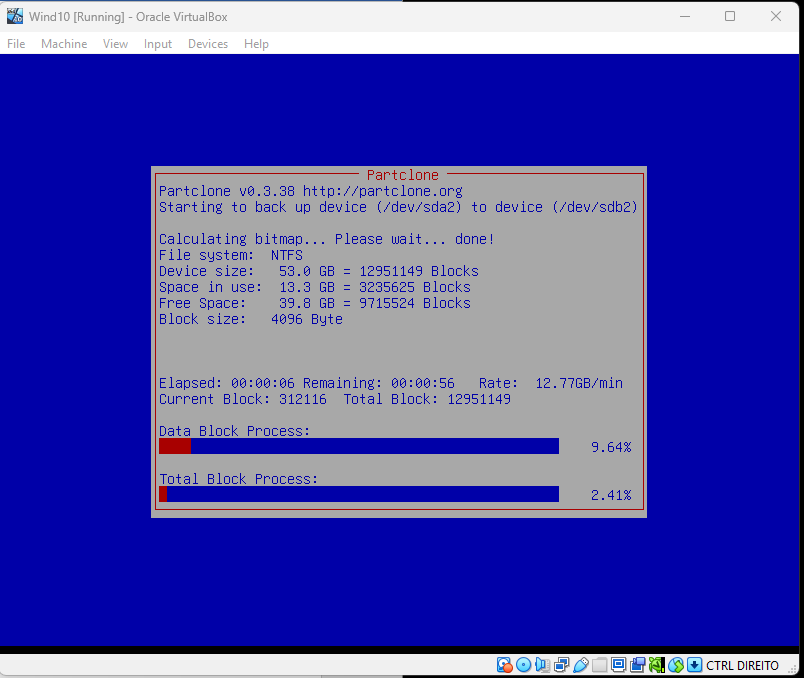 Wind10 [Running] - Oracle VirtualBox
File Machine View Input Devices Help
Partclone
Partclone v0.3.38 http://partclone.org
Starting to back up device (/dev/sda2) to device (/dev/sdb2)
Calculating bitmap... Please wait... done!
File system: NTFS
Device size: 53.0 GB = 12951149 Blocks
Space in use: 13.3 GB = 3235625 Blocks
Free Space: 39.8 GB = 9715524 Blocks
Block size: 4096 Byte
Elapsed: 00:00:06 Remaining: 00:00:56 Rate: 12.77GB/min
Current Block: 312116 Total Block: 12951149
Data Block Process:
9.64%
Total Block Process:
2.41%
CTRL DIREITO